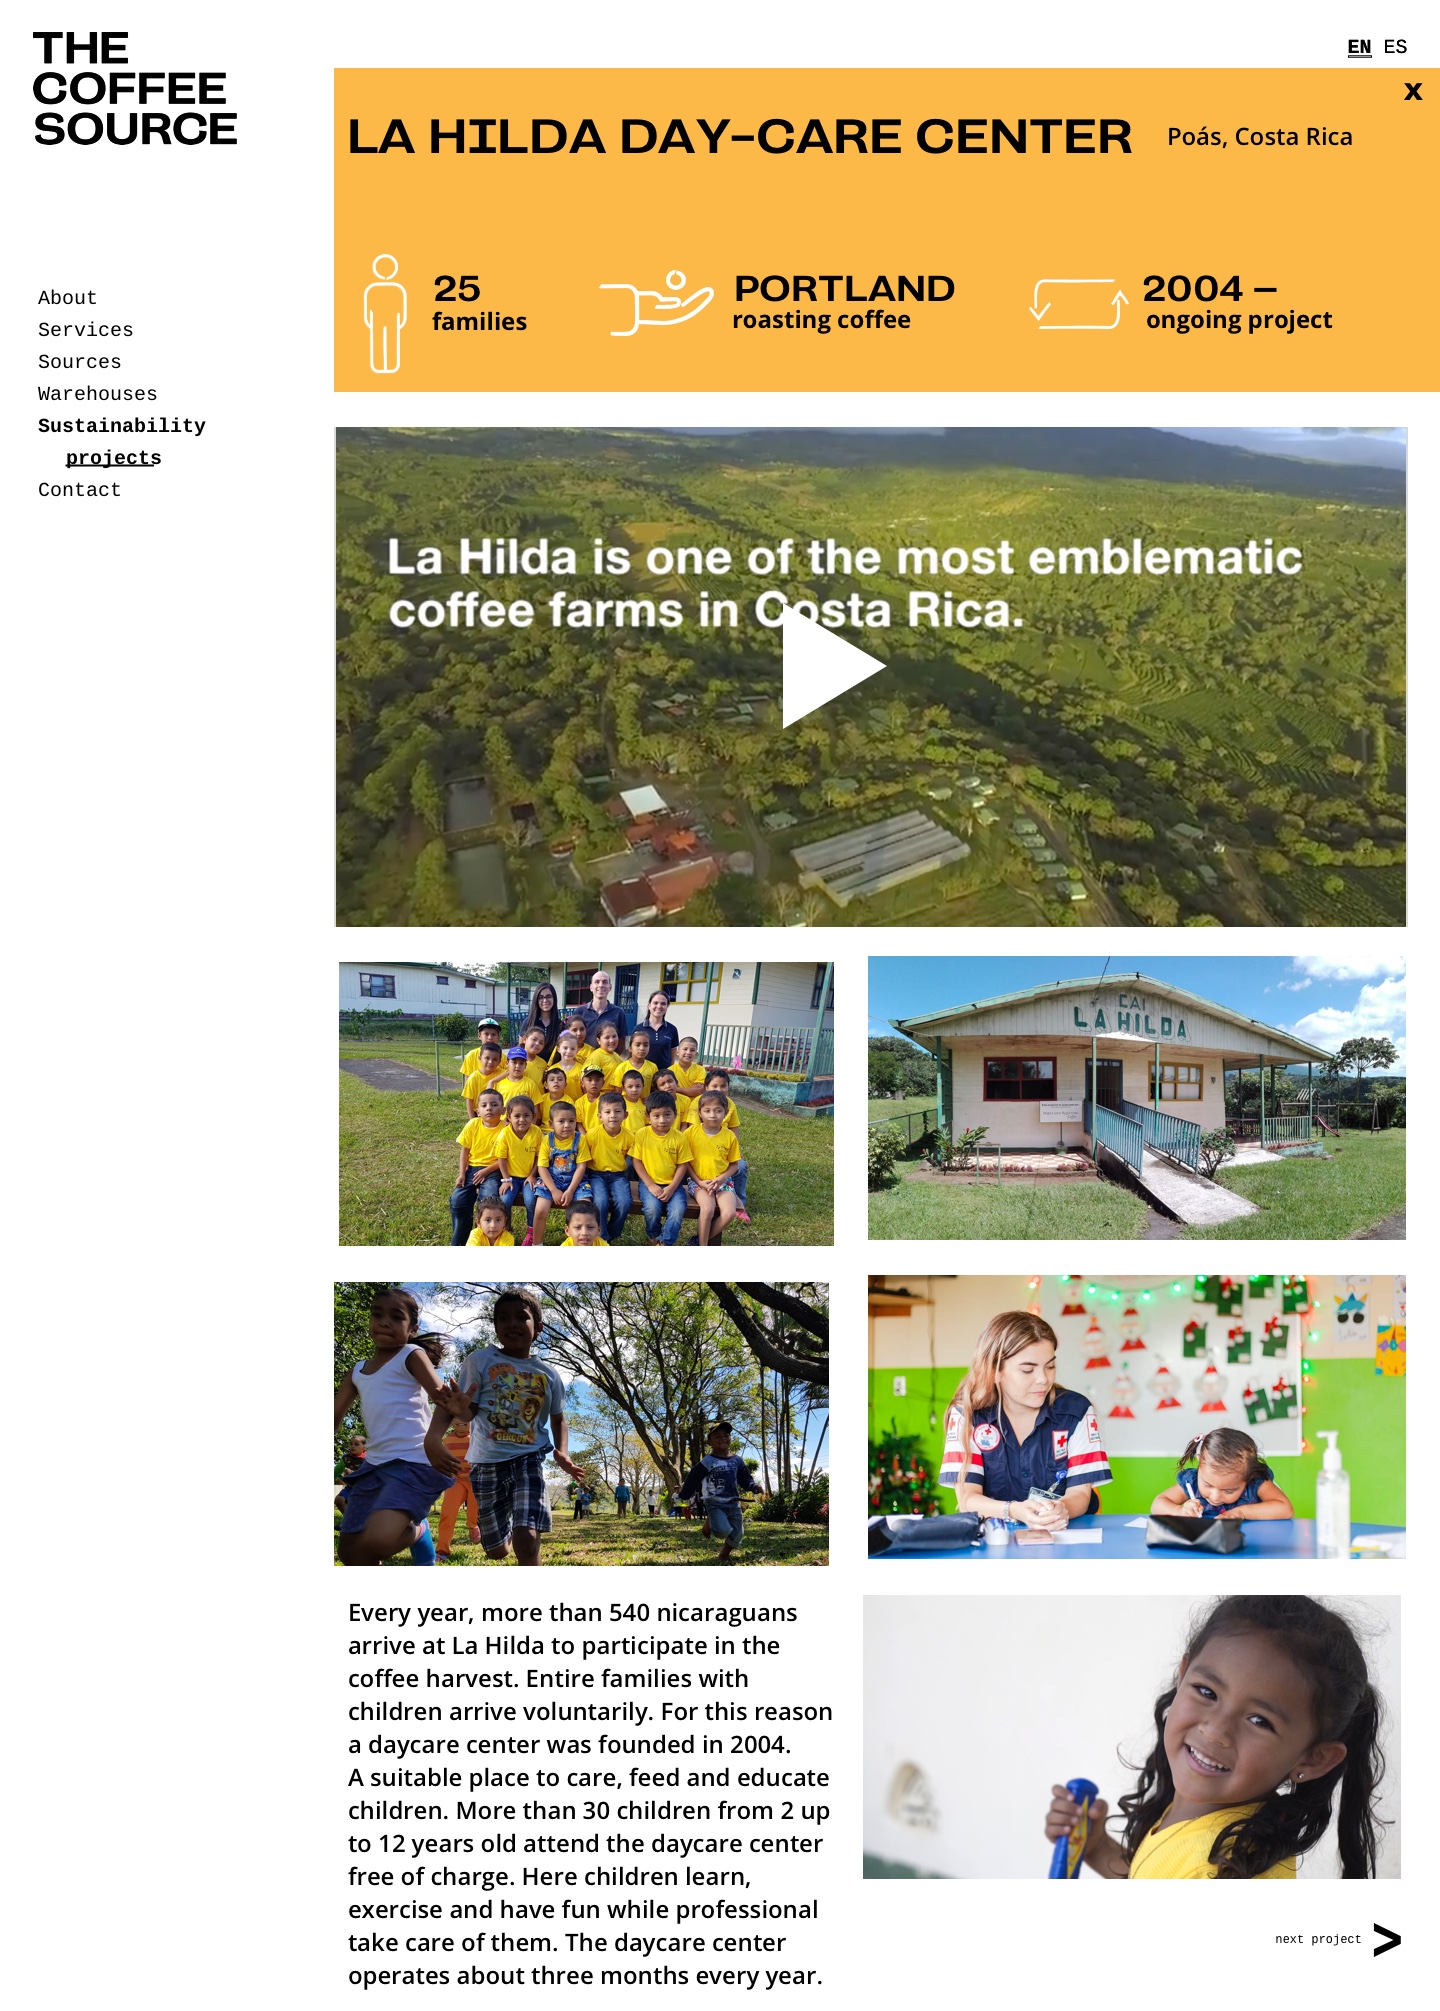 THE
COFFEE
SOURCE
EN ES
X
LA HILDA DAY-CARE CENTER
Poás, Costa Rica
25
families
PORTLAND
roasting coffee
2004 —
ongoing project
About
Services
Sources
Warehouses
Sustainability
projects
Contact
La Hilda is one of the most emblematic
coffee farms in Costa Rica.
CAI
LA HILDA
Every year, more than 540 nicaraguans
arrive at La Hilda to participate in the
coffee harvest. Entire families with
children arrive voluntarily. For this reason
a daycare center was founded in 2004.
A suitable place to care, feed and educate
children. More than 30 children from 2 up
to 12 years old attend the daycare center
free of charge. Here children learn,
exercise and have fun while professional
take care of them. The daycare center
operates about three months every year.
next project >